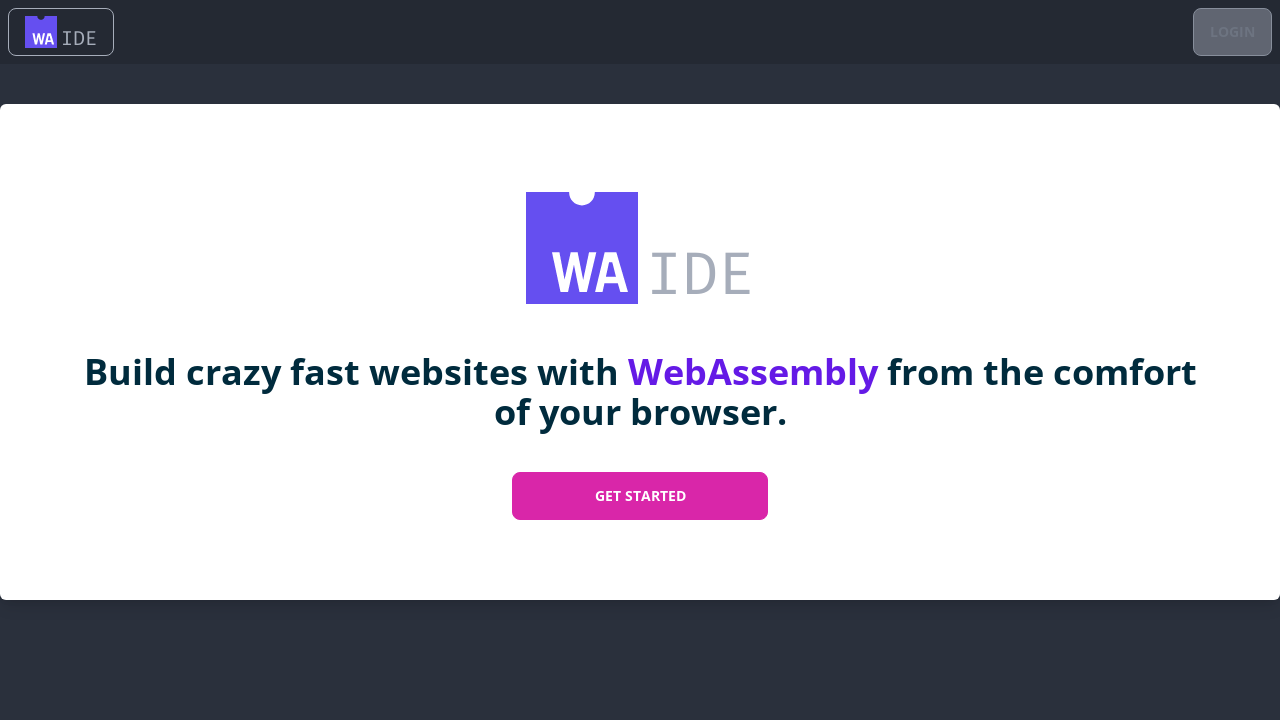 WA IDE
LOGIN
WA IDE
Build crazy fast websites with WebAssembly from the comfort
of your browser.
GET STARTED